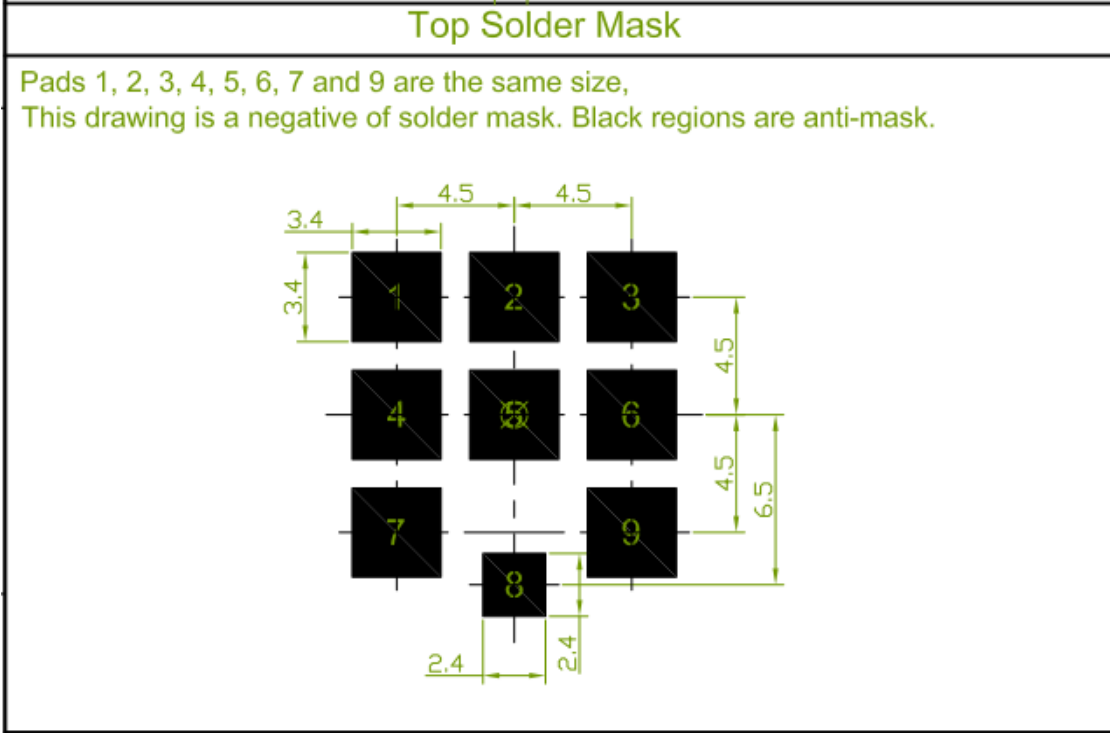 Top Solder Mask
Pads 1, 2, 3, 4, 5, 6, 7 and 9 are the same size,
This drawing is a negative of solder mask. Black regions are anti-mask.
4.5 4.5
3.4
3.4
1 2 3
4.5
4 5 6
4.5
6.5
7 9
8
2.4
2.4